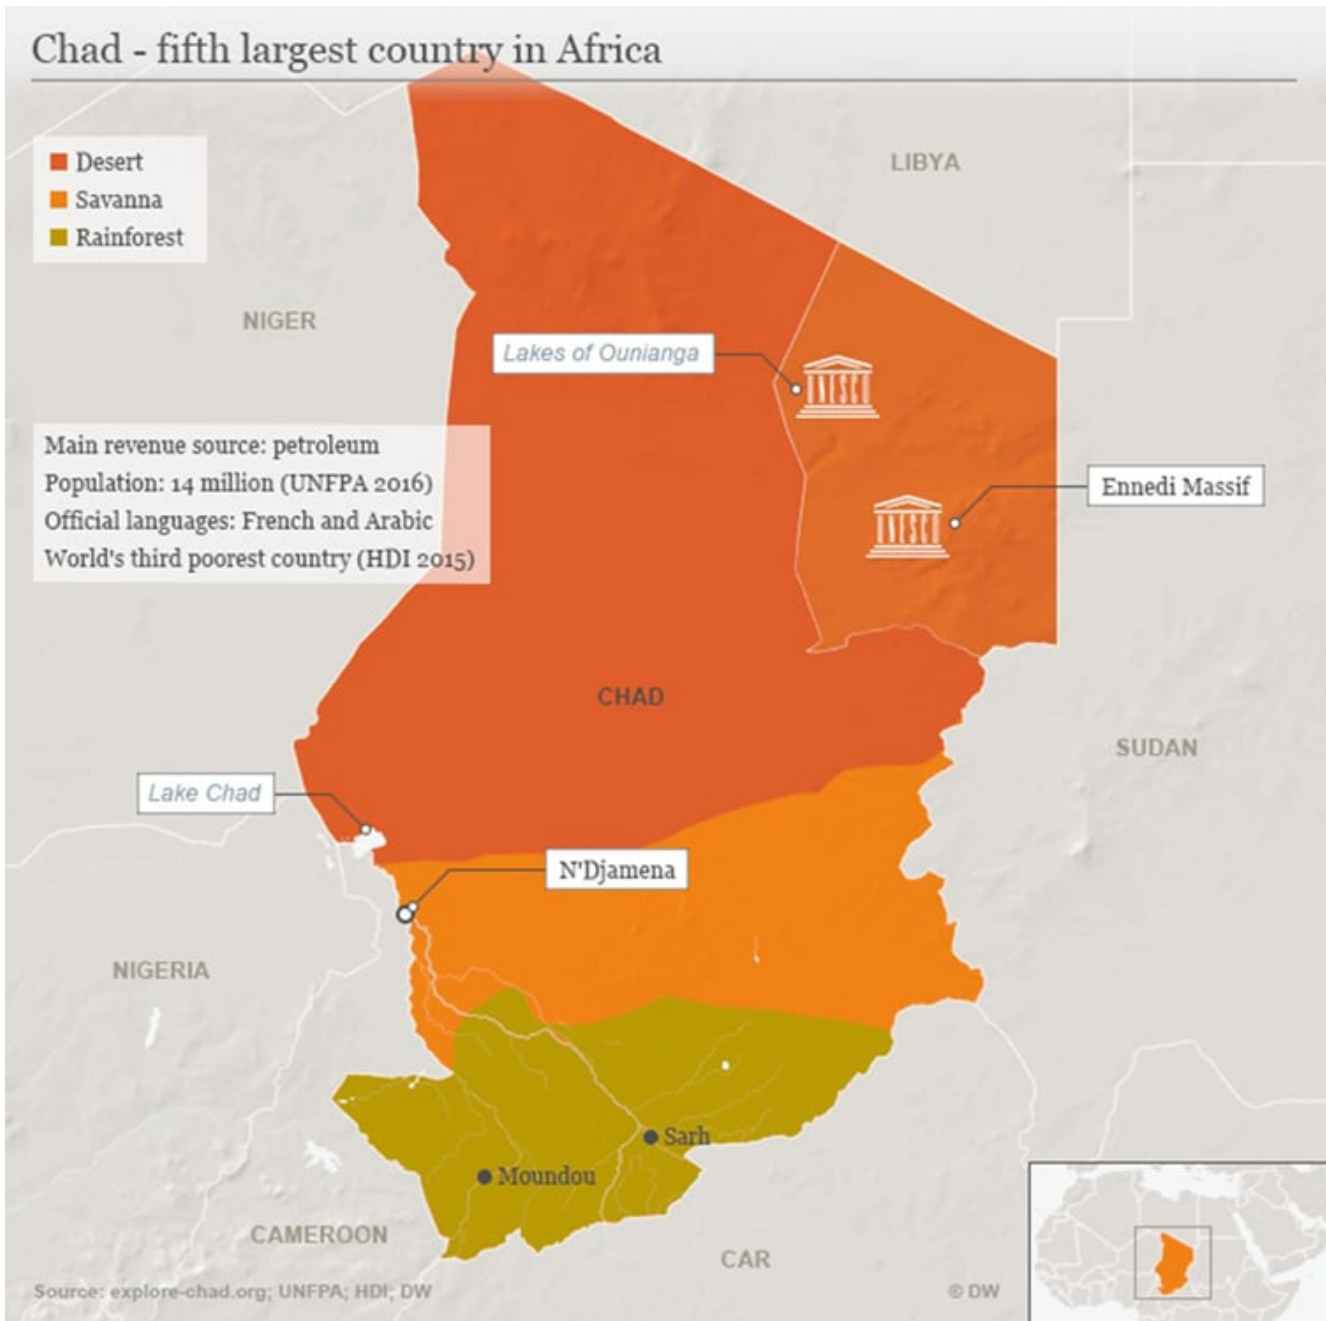 Chad - fifth largest country in Africa
Desert
Savanna
Rainforest
LIBYA
NIGER
Lakes of Ounianga
UNESCO
Main revenue source: petroleum
Population: 14 million (UNFPA 2016)
Official languages: French and Arabic
World's third poorest country (HDI 2015)
Ennedi Massif
UNESCO
CHAD
SUDAN
Lake Chad
N'Djamena
NIGERIA
Sarh
Moundou
CAMEROON
CAR
Source: explore-chad.org; UNFPA; HDI; DW
© DW